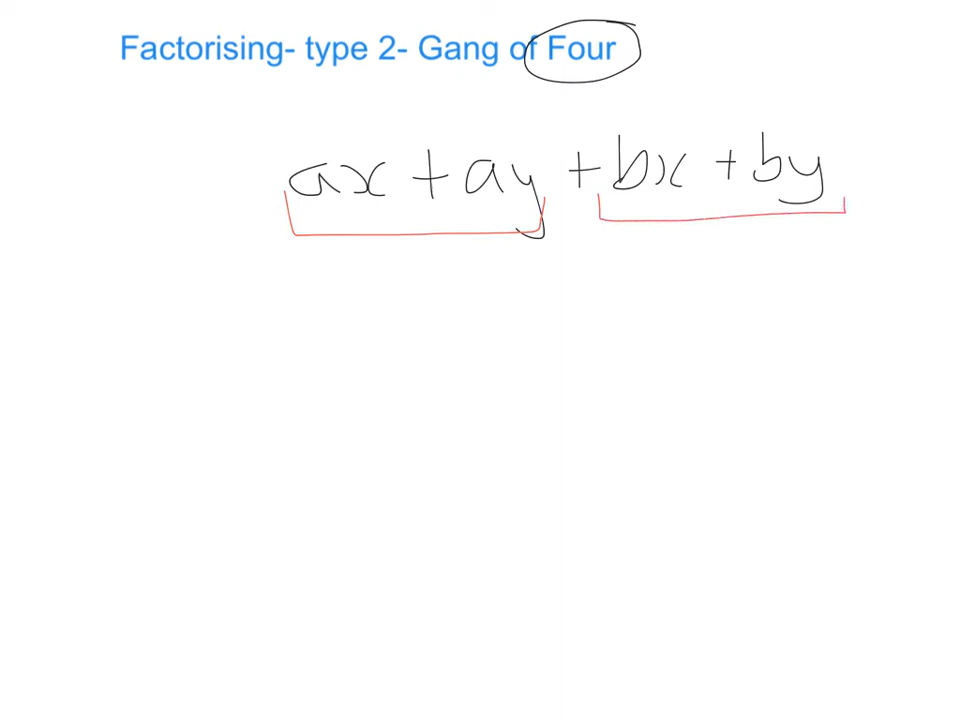 Factorising- type 2- Gang of Four
ax + ay + bx + by